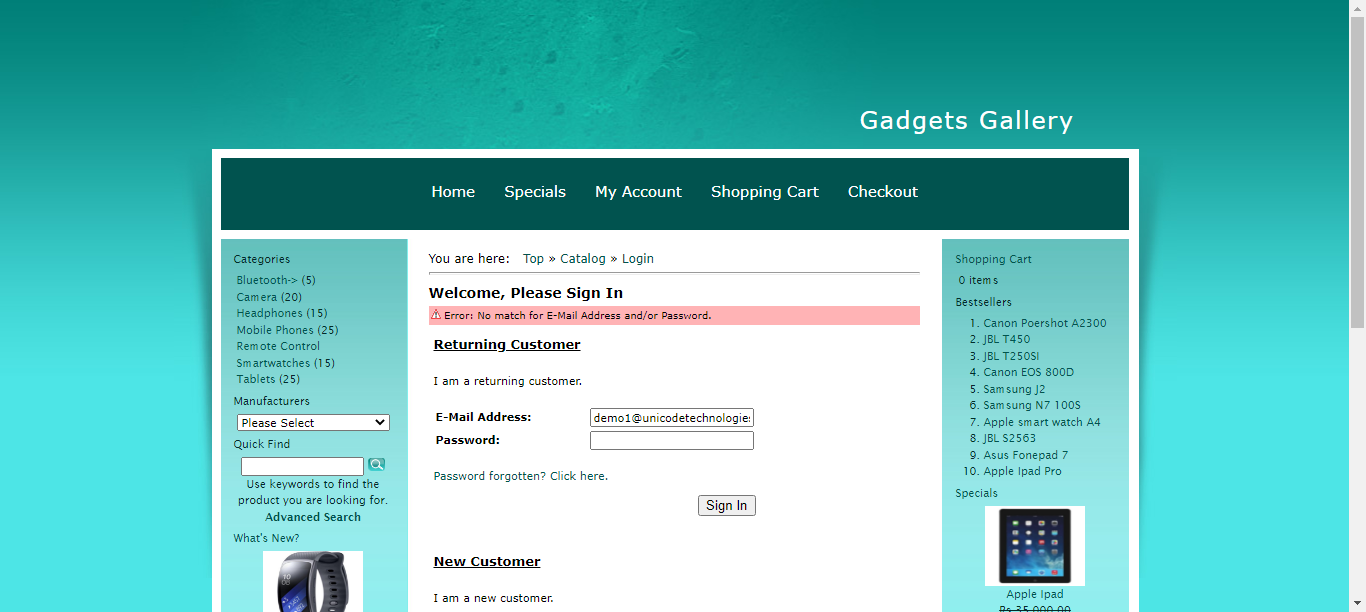 Gadgets Gallery
Home Specials My Account Shopping Cart Checkout
Categories
Bluetooth-> (5)
Camera (20)
Headphones (15)
Mobile Phones (25)
Remote Control
Smartwatches (15)
Tablets (25)
Manufacturers
Please Select
Quick Find
Use keywords to find the
product you are looking for.
Advanced Search
What's New?
You are here: Top » Catalog » Login
Welcome, Please Sign In
Error: No match for E-Mail Address and/or Password.
Returning Customer
I am a returning customer.
E-Mail Address: demo1@unicodetechnologies
Password:
Password forgotten? Click here.
Sign In
New Customer
I am a new customer.
Shopping Cart
0 items
Bestsellers
1. Canon Poershot A2300
2. JBL T450
3. JBL T250SI
4. Canon EOS 800D
5. Samsung J2
6. Samsung N7 100S
7. Apple smart watch A4
8. JBL S2563
9. Asus Fonepad 7
10. Apple Ipad Pro
Specials
Apple Ipad
Rs.35,000.00